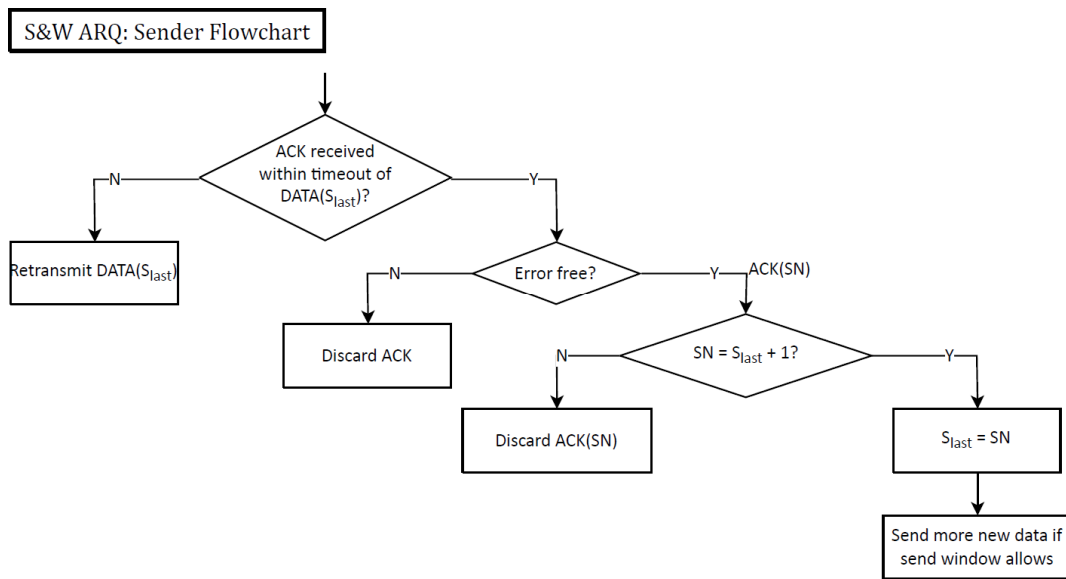 S&W ARQ: Sender Flowchart
ACK received
within timeout of
DATA(Slast)?
N
Y
Retransmit DATA(Slast)
Error free?
N
Y
ACK(SN)
Discard ACK
SN = Slast + 1?
N
Y
Discard ACK(SN)
Slast = SN
Send more new data if
send window allows